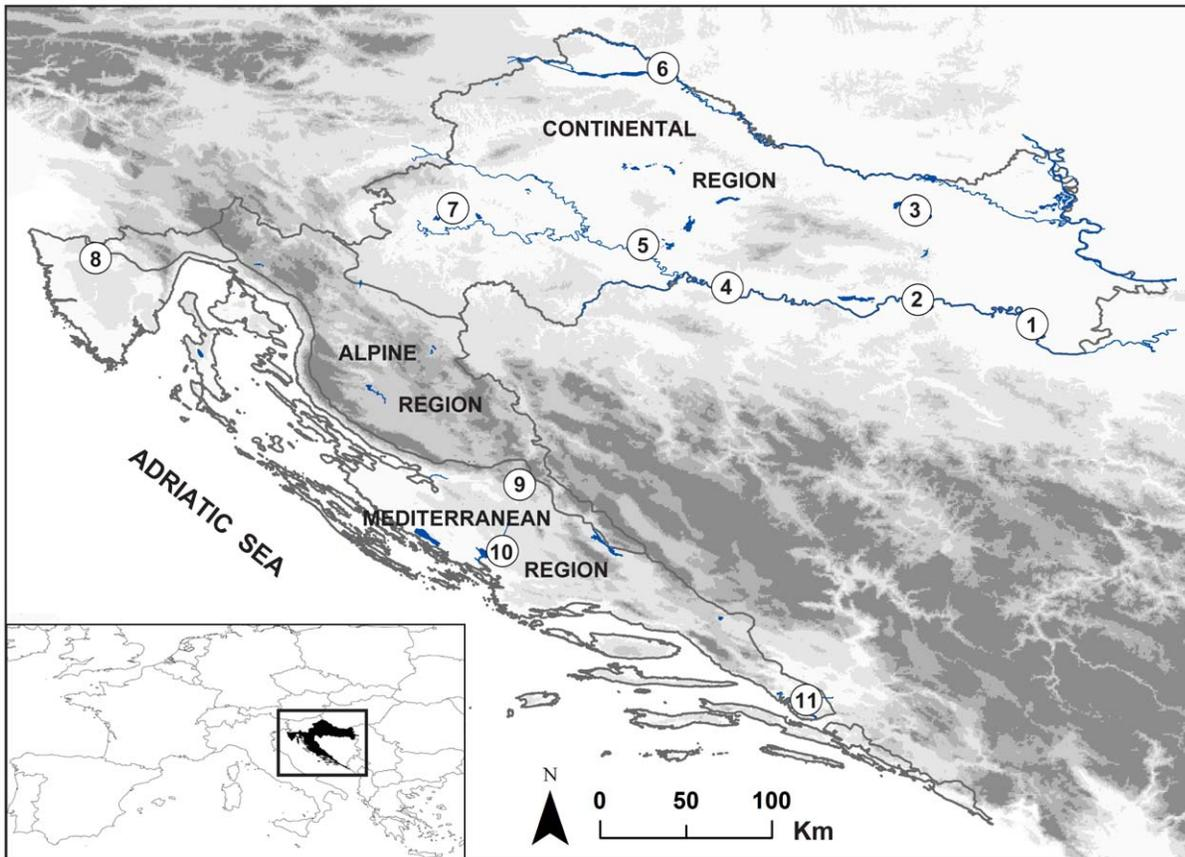 6
CONTINENTAL
REGION
7
3
5
8
4
2
1
ALPINE
REGION
9
ADRIATIC SEA
MEDITERRANEAN
10
REGION
11
N
0 50 100
Km